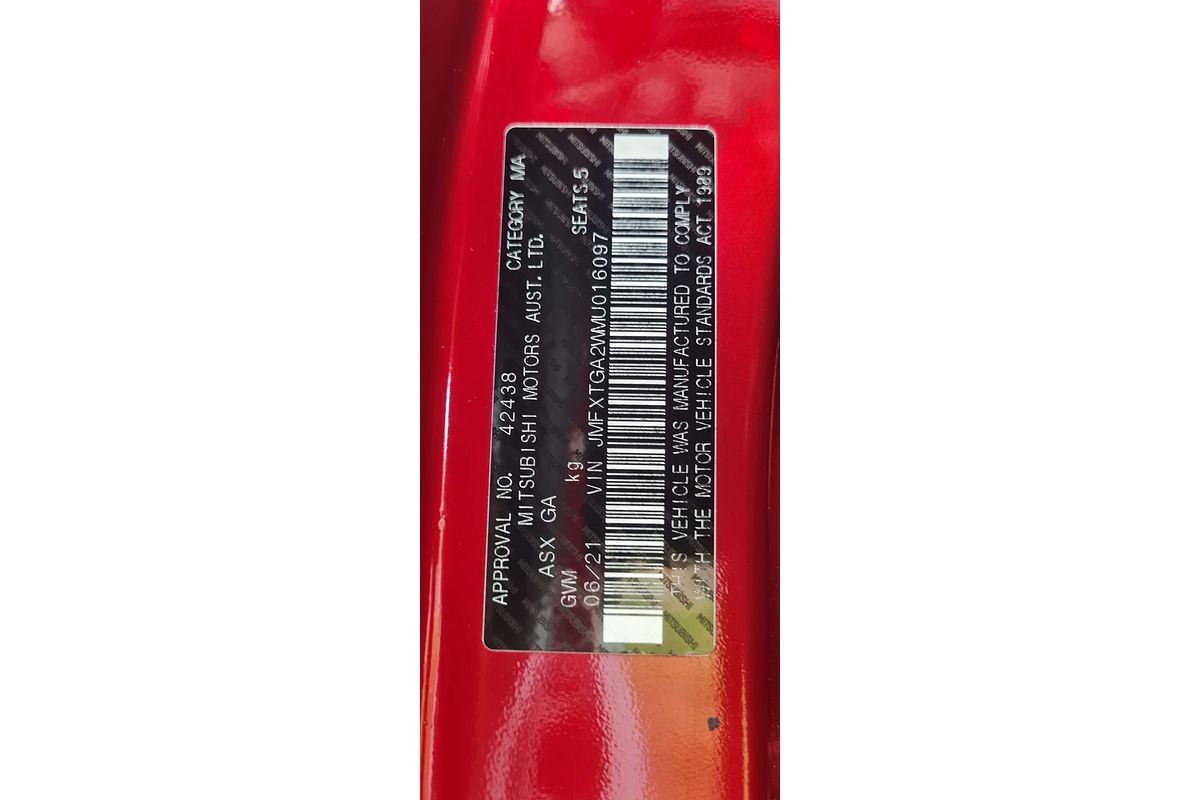 APPROVAL NO. 42438 CATEGORY MA
MITSUBISHI MOTORS AUST.LTD.
ASX GA
GVM kg SEATS 5
06/21 VIN JMFXTGA2WMU016097
THIS VEHICLE WAS MANUFACTURED TO COMPLY
WITH THE MOTOR VEHICLE STANDARDS ACT 1989